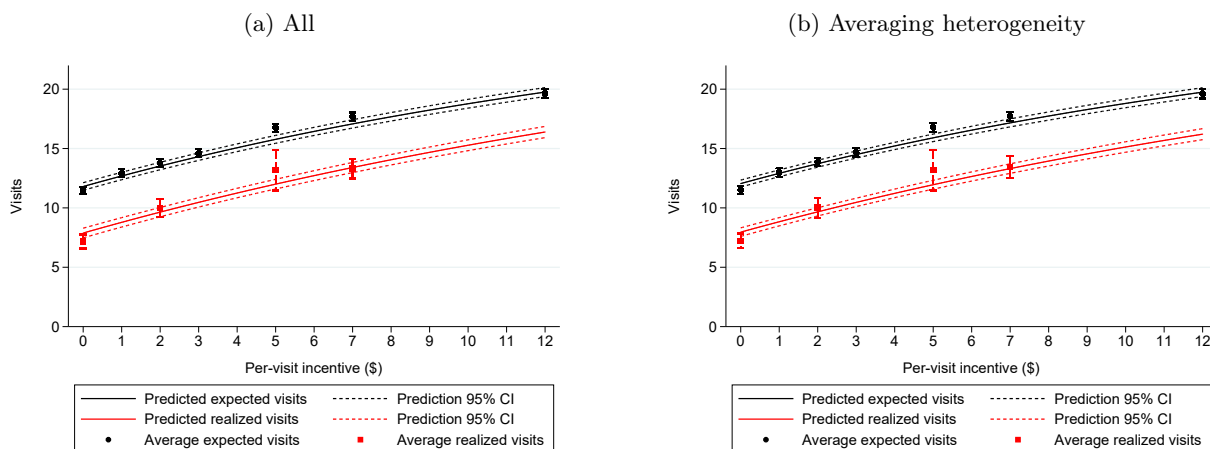 (a) All
Visits
20
15
10
5
0
0 1 2 3 4 5 6 7 8 9 10 11 12
Per-visit incentive ($)
Predicted expected visits
Prediction 95% CI
Predicted realized visits
Prediction 95% CI
Average expected visits
Average realized visits
(b) Averaging heterogeneity
Visits
20
15
10
5
0
0 1 2 3 4 5 6 7 8 9 10 11 12
Per-visit incentive ($)
Predicted expected visits
Prediction 95% CI
Predicted realized visits
Prediction 95% CI
Average expected visits
Average realized visits